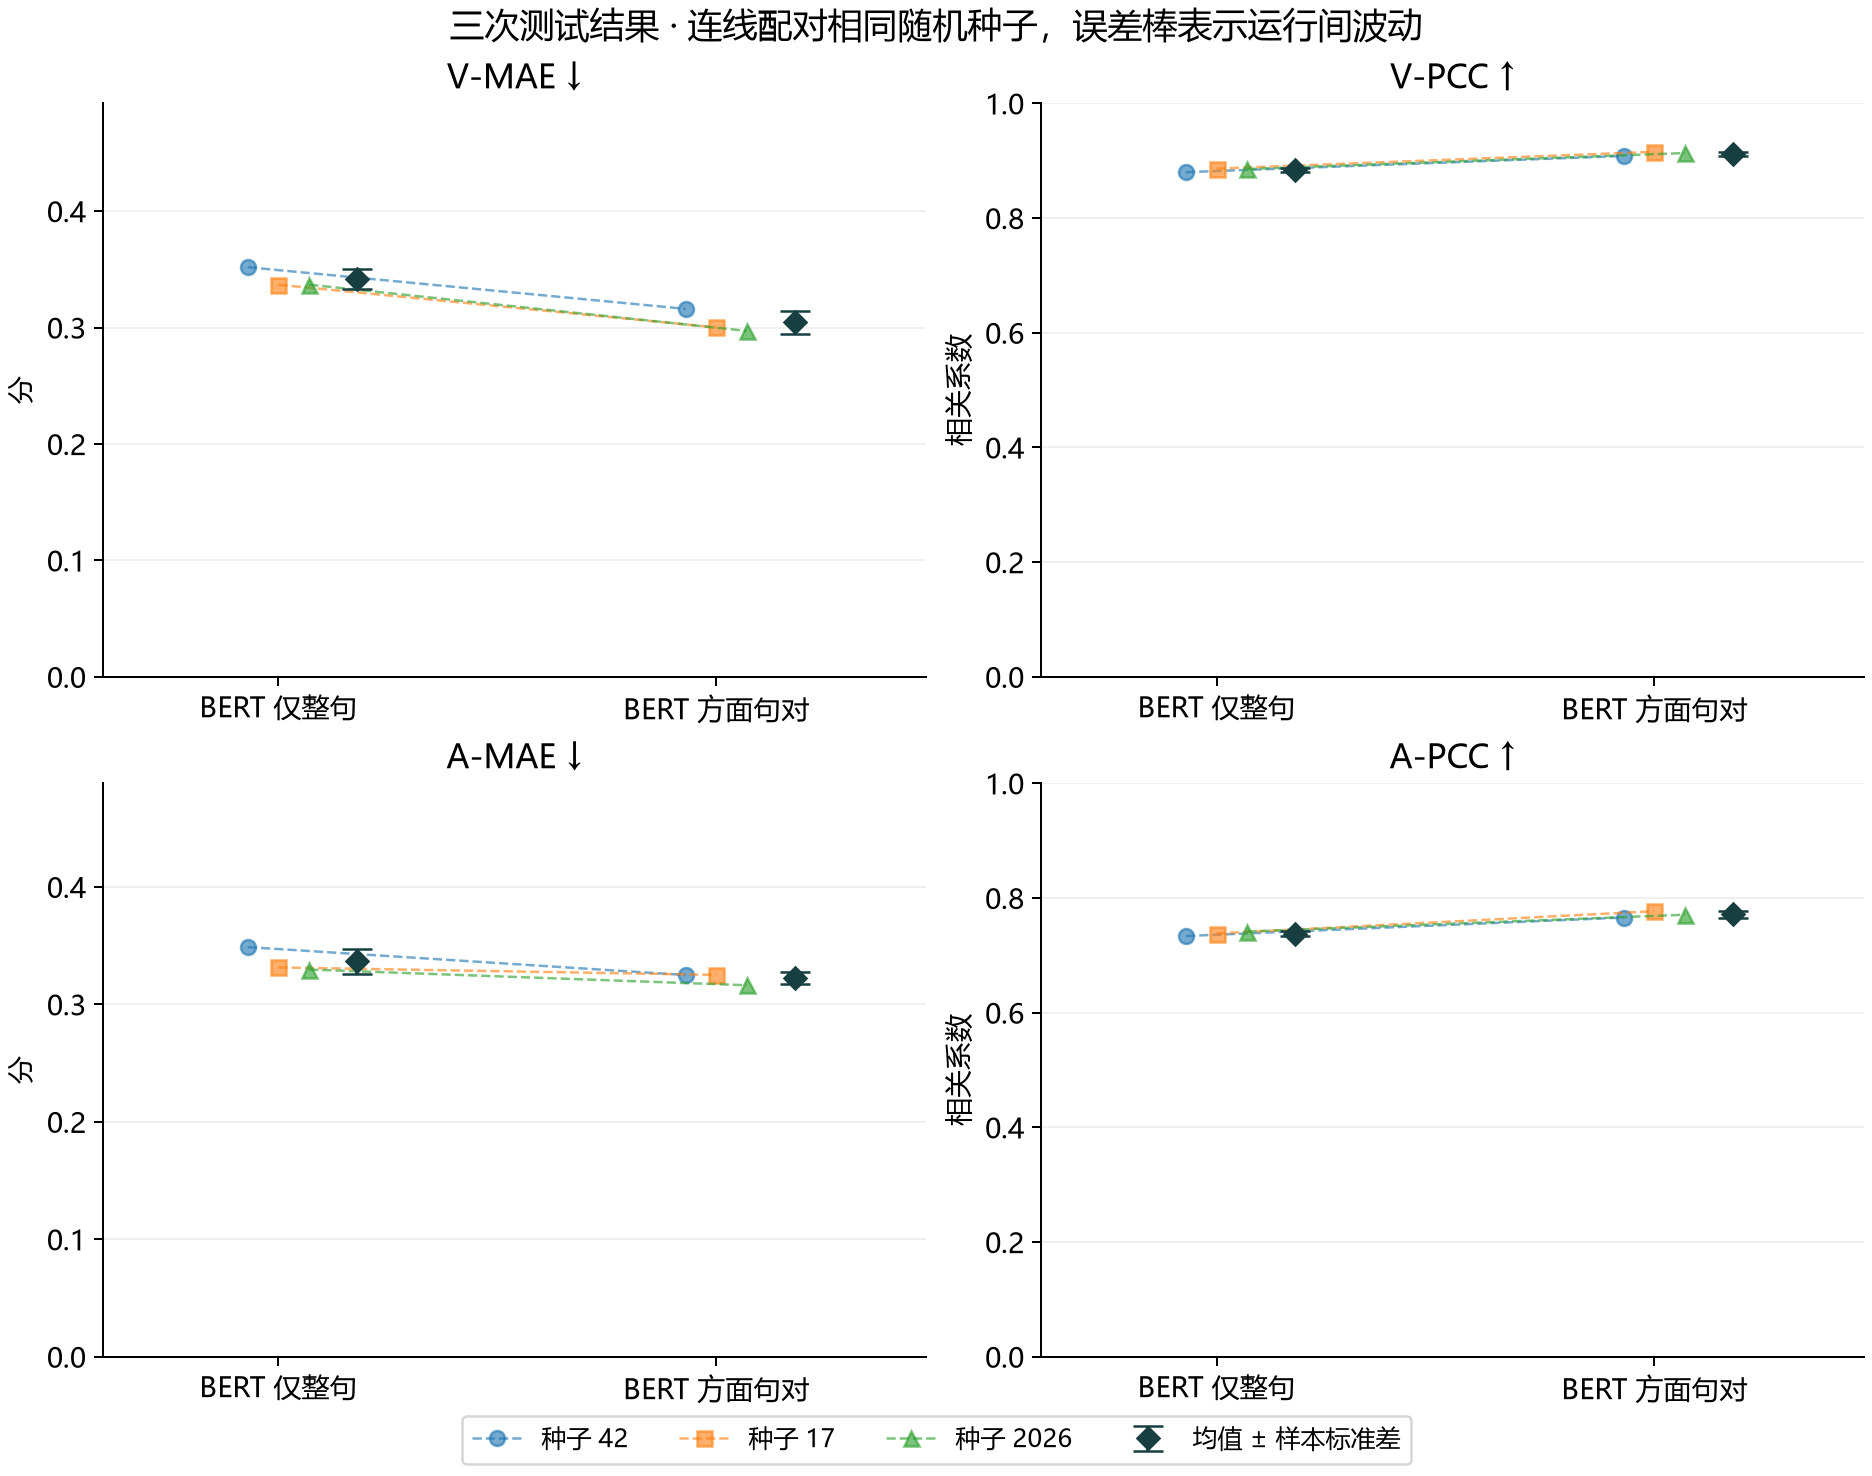 三次测试结果 · 连线配对相同随机种子，误差棒表示运行间波动
V-MAE ↓
分
0.4
0.3
0.2
0.1
0.0
BERT 仅整句
BERT 方面句对
V-PCC ↑
相关系数
1.0
0.8
0.6
0.4
0.2
0.0
BERT 仅整句
BERT 方面句对
A-MAE ↓
分
0.4
0.3
0.2
0.1
0.0
BERT 仅整句
BERT 方面句对
A-PCC ↑
相关系数
1.0
0.8
0.6
0.4
0.2
0.0
BERT 仅整句
BERT 方面句对
种子 42
种子 17
种子 2026
均值 ± 样本标准差